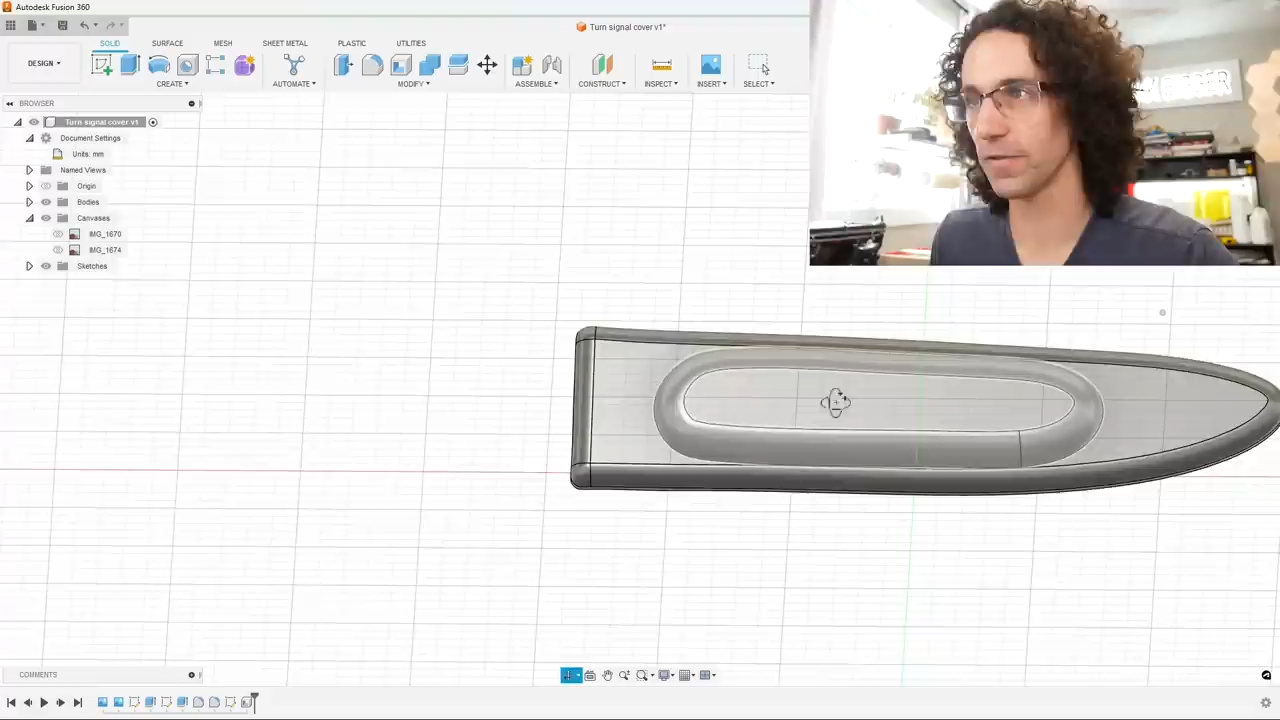 Autodesk Fusion 360
Turn signal cover v1*
DESIGN
SOLID SURFACE MESH SHEET METAL PLASTIC UTILITIES
CREATE AUTOMATE MODIFY ASSEMBLE CONSTRUCT INSPECT INSERT SELECT
BROWSER
Turn signal cover v1
Document Settings
Units: mm
Named Views
Origin
Bodies
Canvases
IMG_1670
IMG_1674
Sketches
COMMENTS